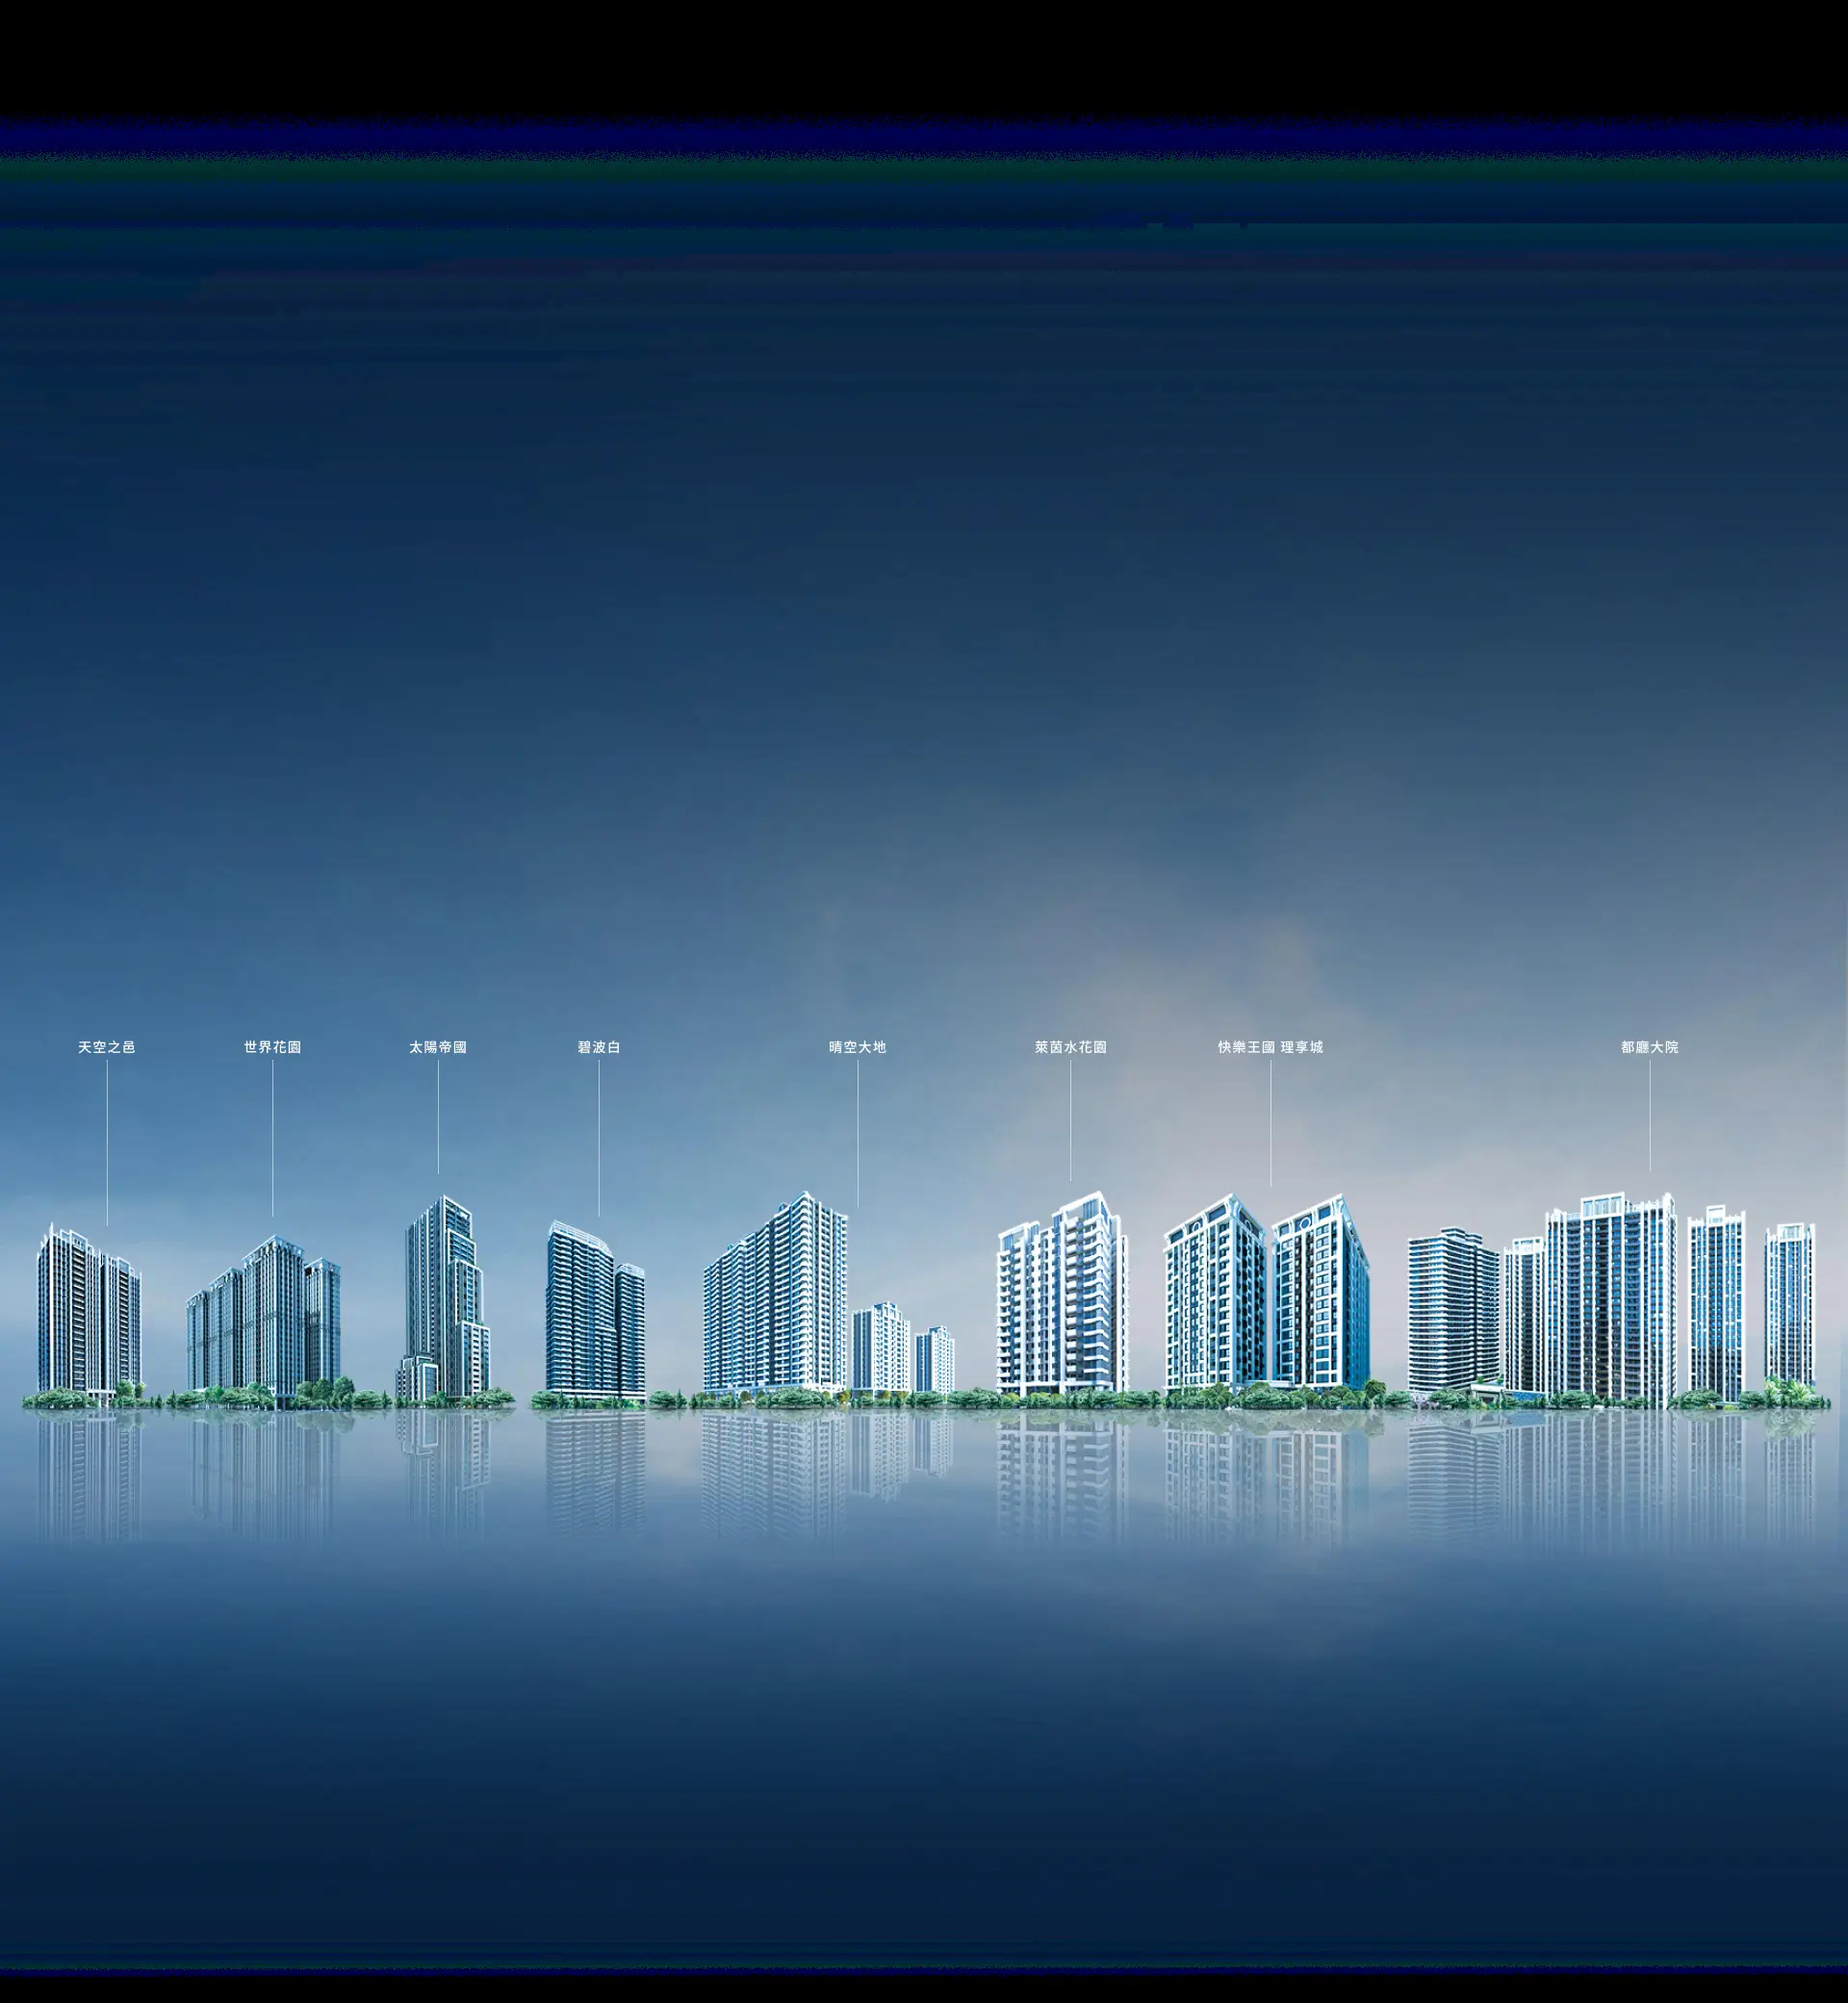 天空之邑
世界花園
太陽帝國
碧波白
晴空大地
萊茵水花園
快樂王國 理享城
都廳大院